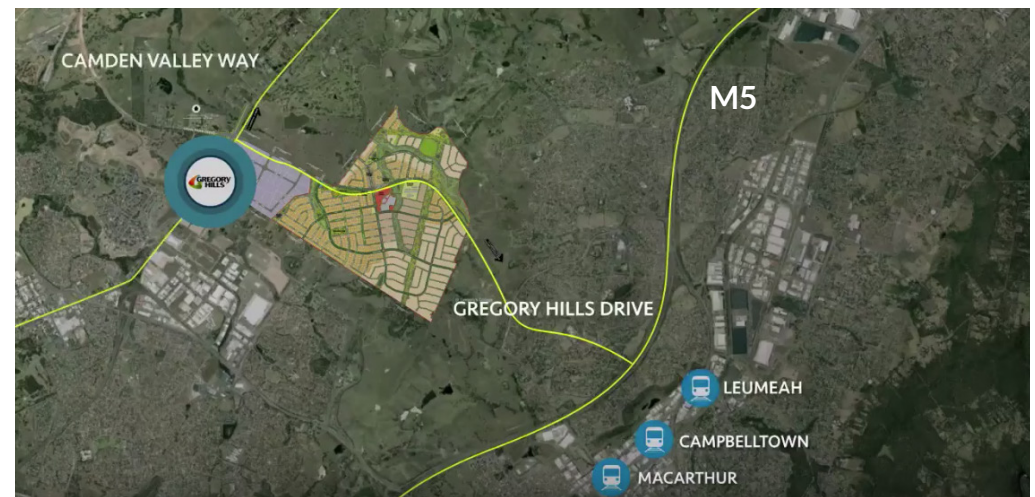 CAMDEN VALLEY WAY
M5
GREGORY
HILLS
GREGORY HILLS DRIVE
LEUMEAH
CAMPBELLTOWN
MACARTHUR